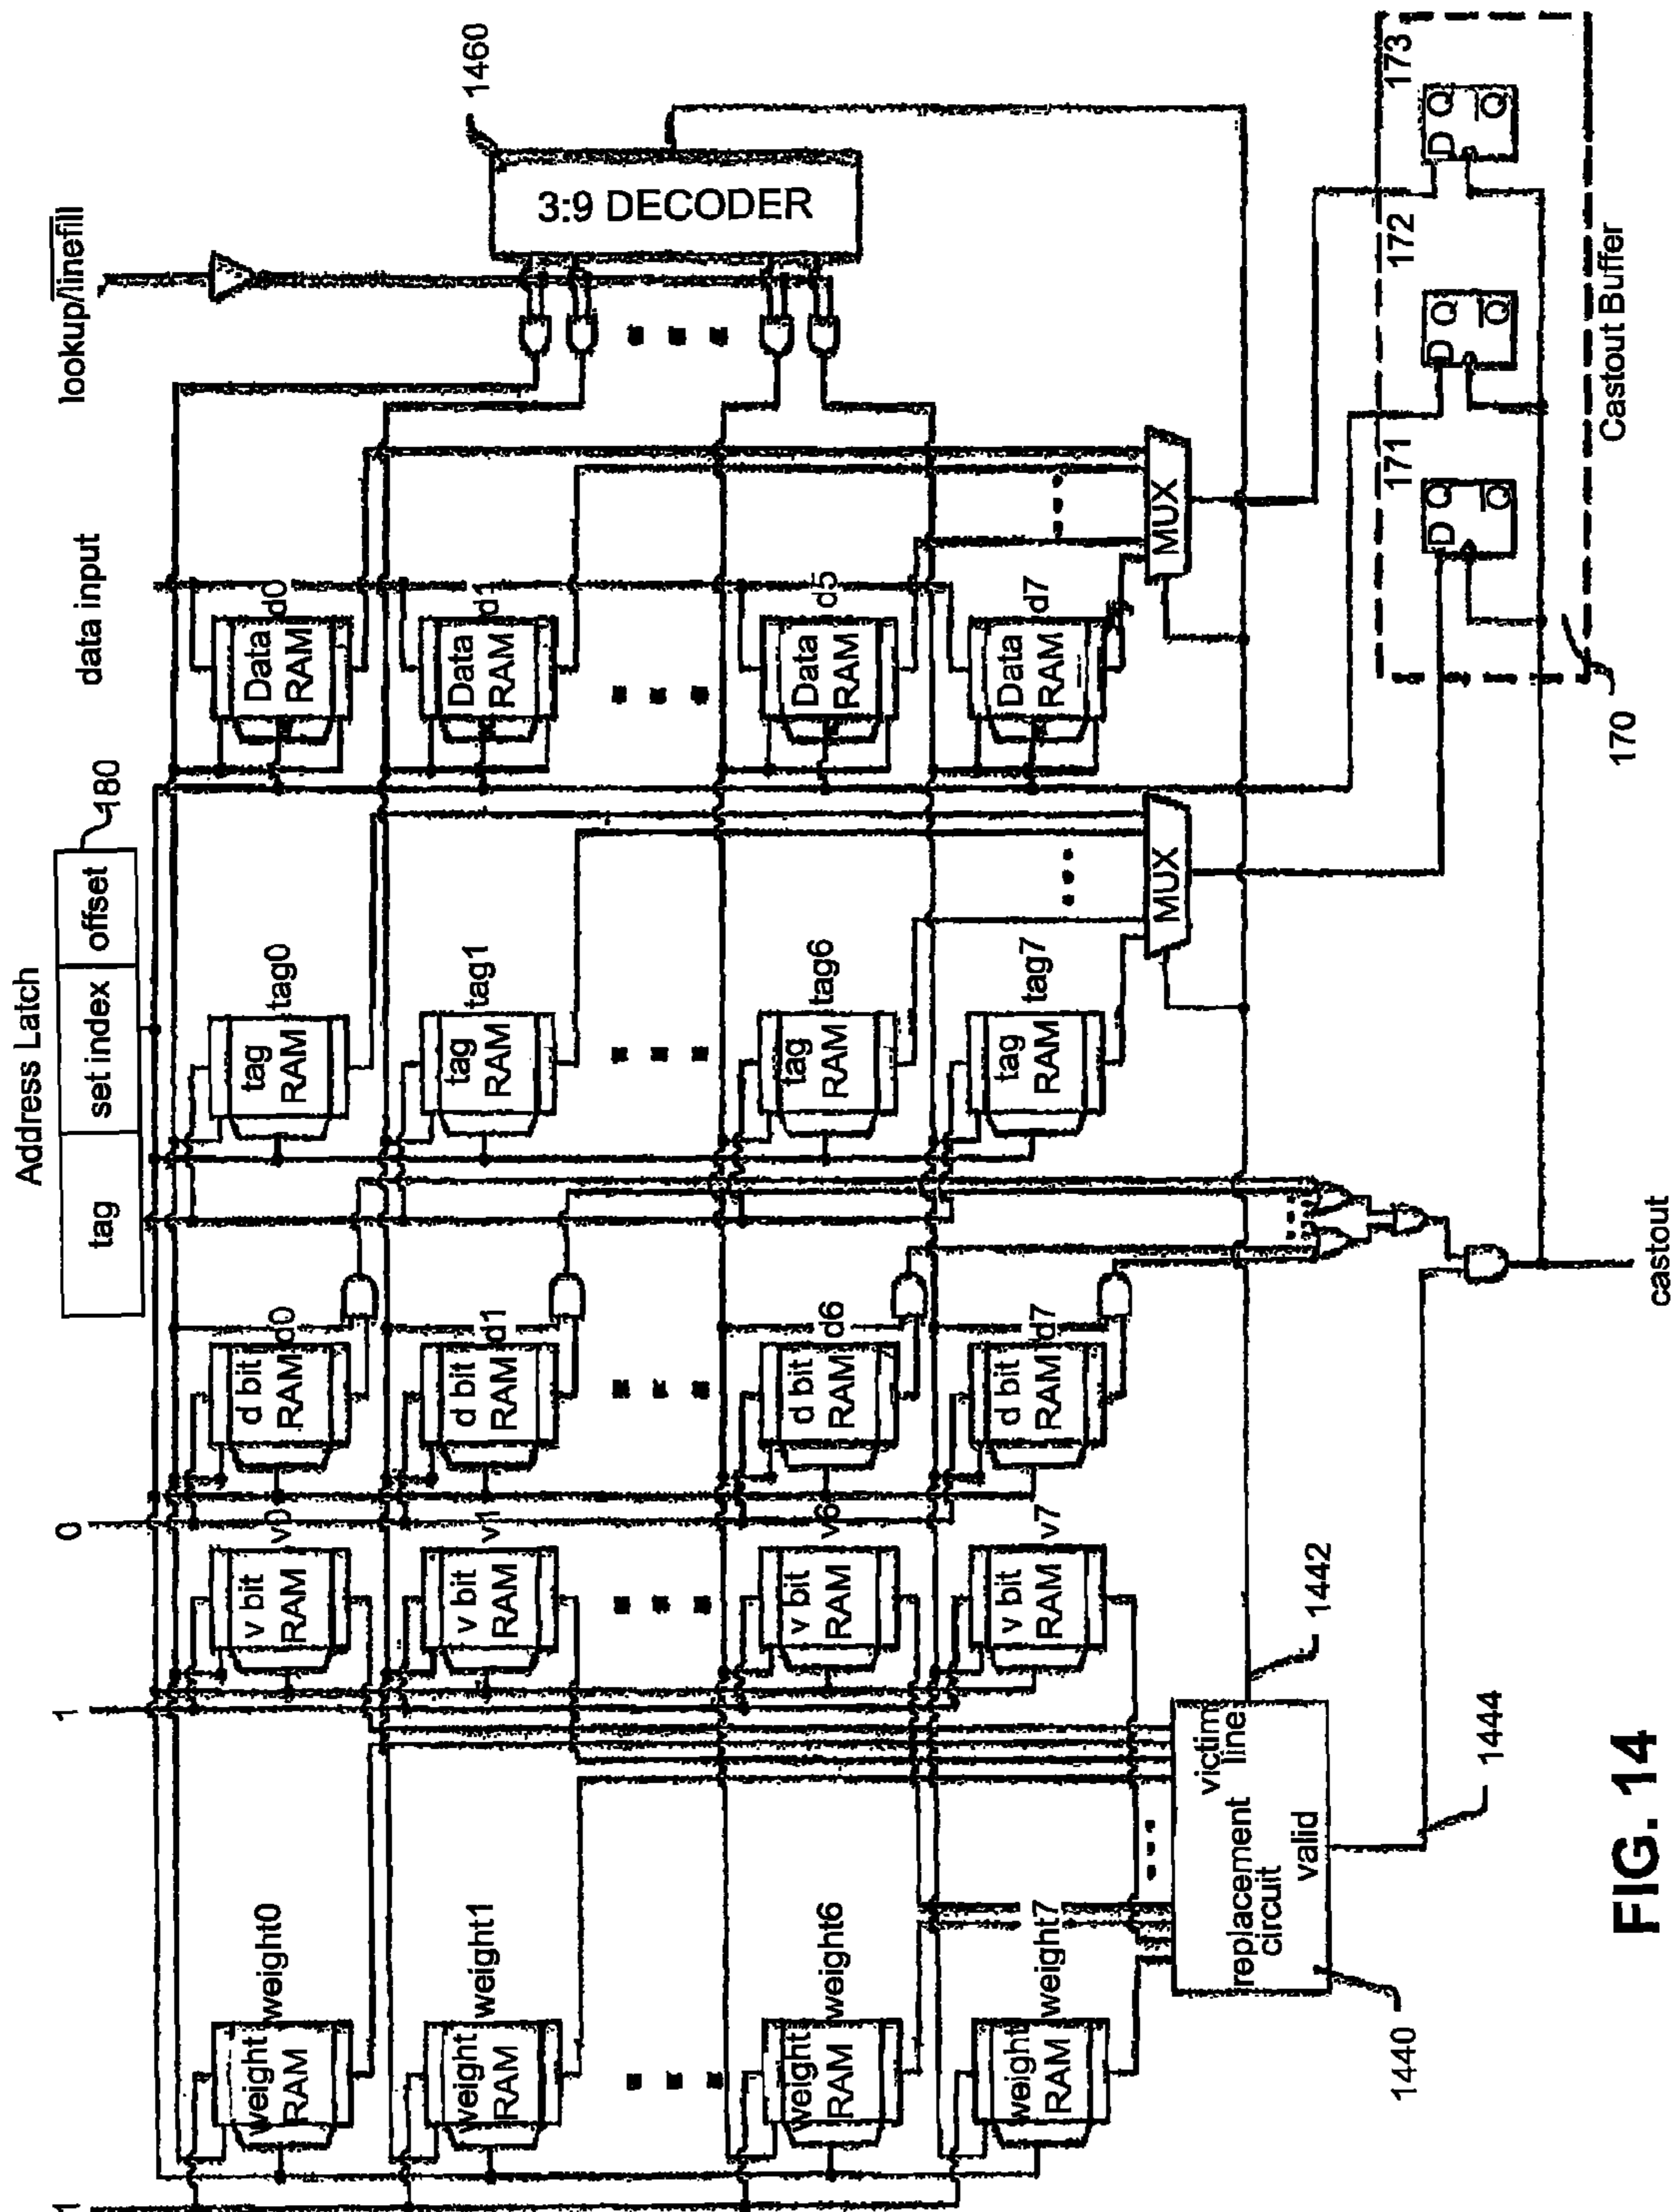 Address Latch
tag
set index
offset
180
data input
lookup/linefill
1
1
0
weight RAM
weight0
v bit RAM
v0
d bit RAM
d0
tag RAM
tag0
Data RAM
d0
3:9 DECODER
1460
weight RAM
weight1
v bit RAM
v1
d bit RAM
d1
tag RAM
tag1
Data RAM
d1
weight RAM
weight6
v bit RAM
v6
d bit RAM
d6
tag RAM
tag6
Data RAM
d5
weight RAM
weight7
v bit RAM
v7
d bit RAM
d7
tag RAM
tag7
Data RAM
d7
replacement circuit
victim line
valid
1440
1442
1444
MUX
MUX
castout
171
D Q
Q
172
D Q
Q
173
D Q
Q
170
Castout Buffer
FIG. 14